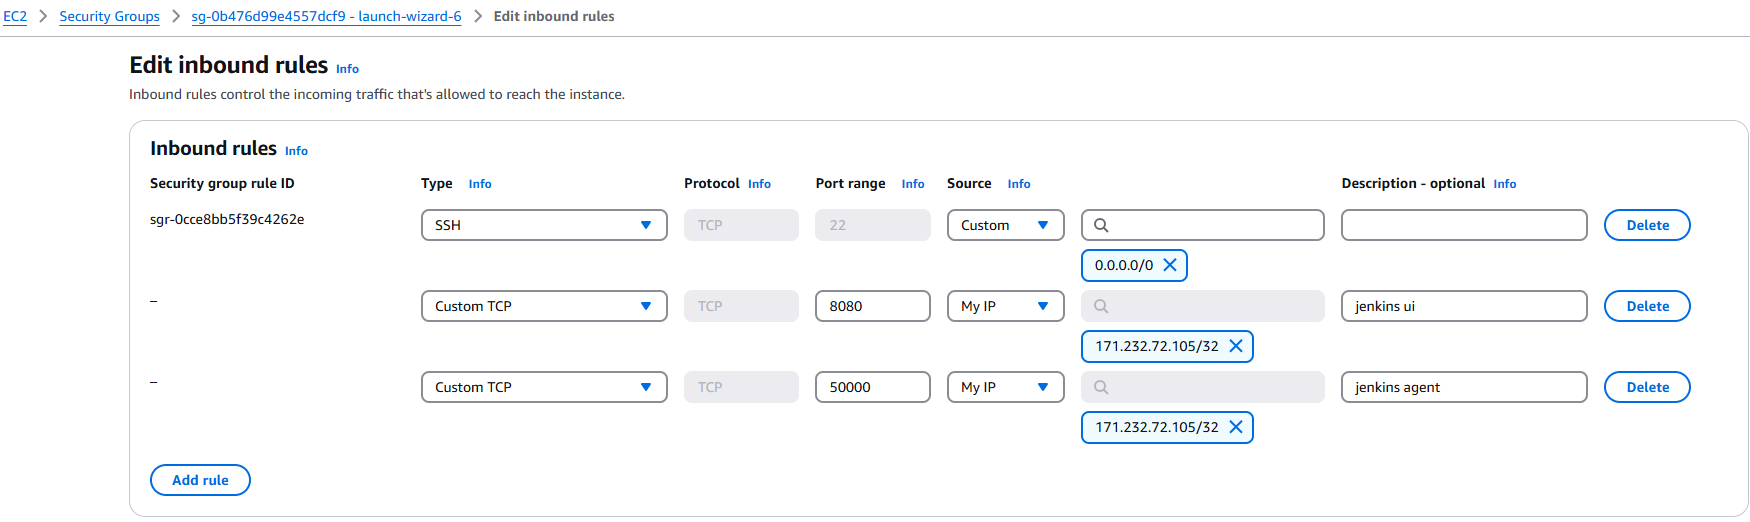 EC2 > Security Groups > sg-0b476d99e4557dcf9 - launch-wizard-6 > Edit inbound rules
Edit inbound rules Info
Inbound rules control the incoming traffic that's allowed to reach the instance.
Inbound rules Info
Security group rule ID Type Info Protocol Info Port range Info Source Info Description - optional Info
sgr-0cce8bb5f39c4262e SSH TCP 22 Custom Delete
0.0.0.0/0
– Custom TCP TCP 8080 My IP jenkins ui Delete
171.232.72.105/32
– Custom TCP TCP 50000 My IP jenkins agent Delete
171.232.72.105/32
Add rule